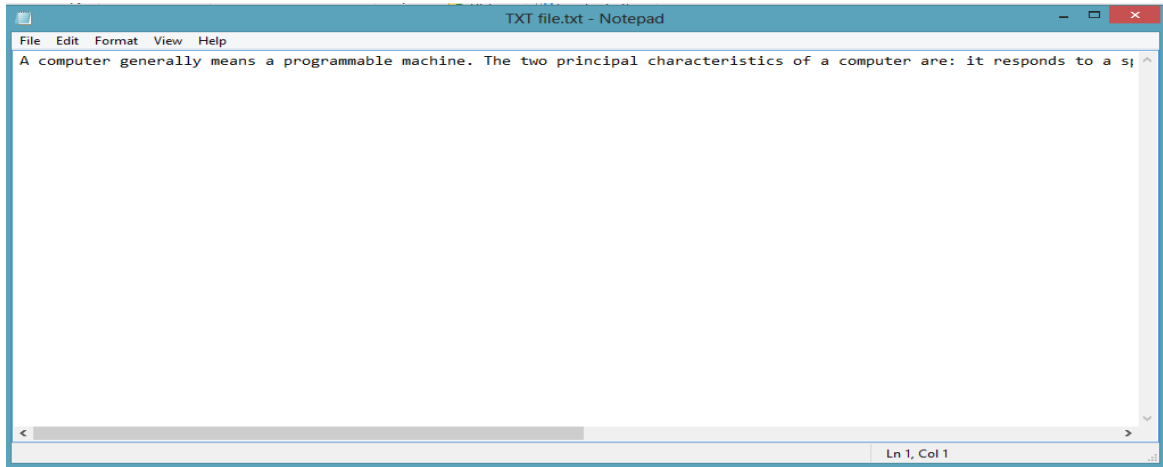 TXT file.txt - Notepad
File Edit Format View Help
A computer generally means a programmable machine. The two principal characteristics of a computer are: it responds to a
Ln 1, Col 1